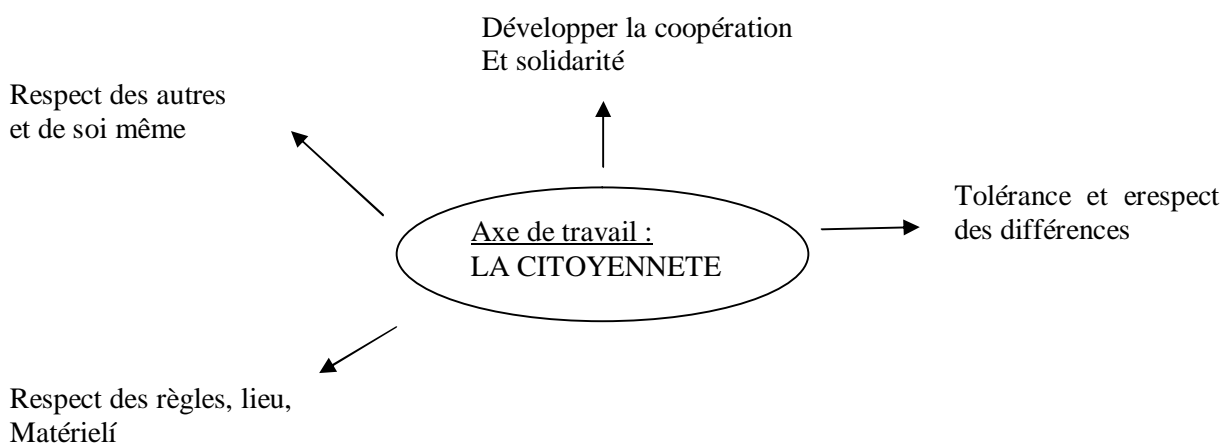 Développer la coopération
Et solidarité
Respect des autres
et de soi même
Tolérance et erespect
des différences
Axe de travail :
LA CITOYENNETE
Respect des règles, lieu,
Matérielí